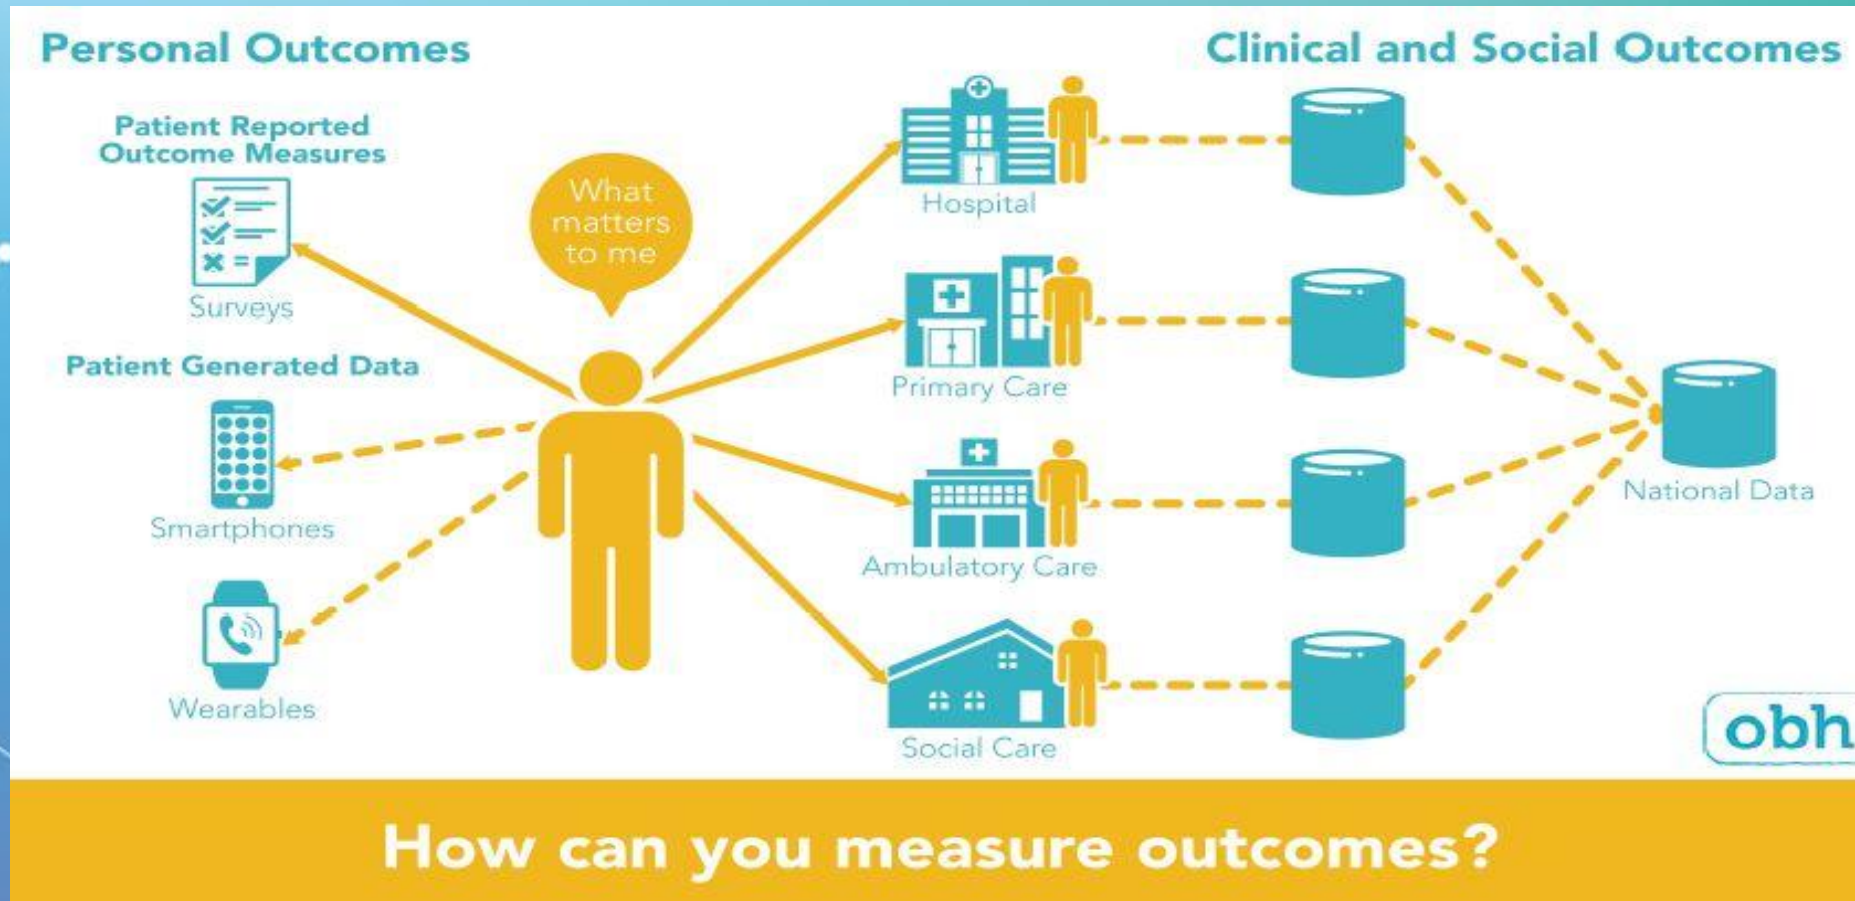 Personal Outcomes
Clinical and Social Outcomes
Patient Reported
Outcome Measures
Surveys
Patient Generated Data
Smartphones
Wearables
What
matters
to me
Hospital
Primary Care
Ambulatory Care
Social Care
National Data
obh
How can you measure outcomes?